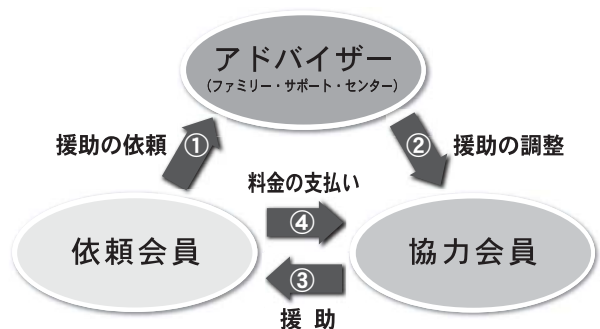 アドバイザー
(ファミリー・サポート・センター)
援助の依頼
①
②
援助の調整
料金の支払い
④
依頼会員
協力会員
③
援 助